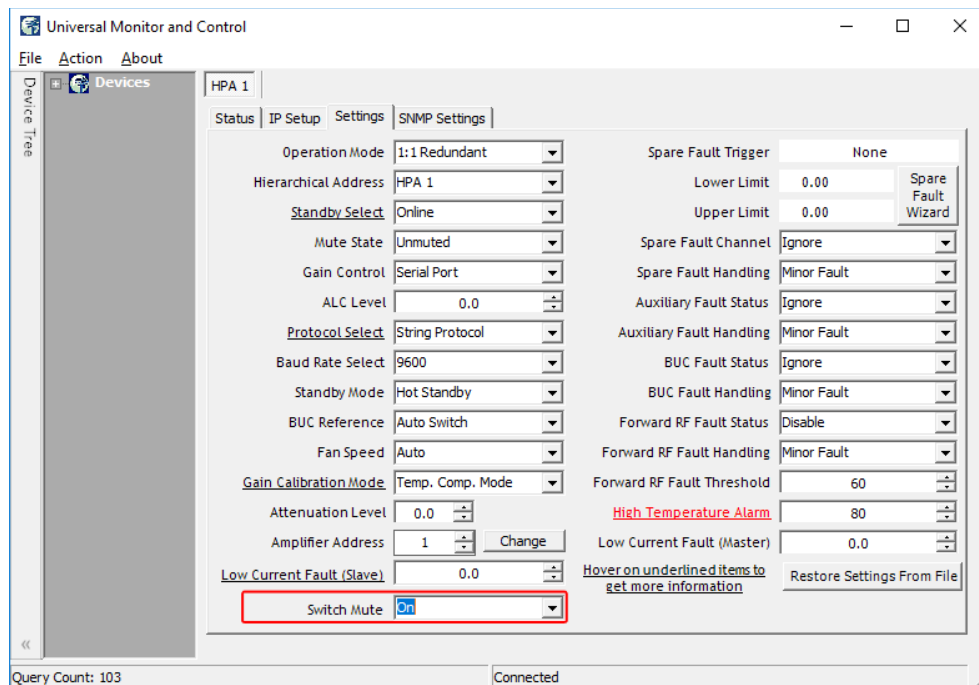 Universal Monitor and Control
File Action About
Device Tree
Devices
HPA 1
Status IP Setup Settings SNMP Settings
Operation Mode 1:1 Redundant
Hierarchical Address HPA 1
Standby Select Online
Mute State Unmuted
Gain Control Serial Port
ALC Level 0.0
Protocol Select String Protocol
Baud Rate Select 9600
Standby Mode Hot Standby
BUC Reference Auto Switch
Fan Speed Auto
Gain Calibration Mode Temp. Comp. Mode
Attenuation Level 0.0
Amplifier Address 1 Change
Low Current Fault (Slave) 0.0
Switch Mute On
Spare Fault Trigger None
Lower Limit 0.00
Upper Limit 0.00
Spare
Fault
Wizard
Spare Fault Channel Ignore
Spare Fault Handling Minor Fault
Auxiliary Fault Status Ignore
Auxiliary Fault Handling Minor Fault
BUC Fault Status Ignore
BUC Fault Handling Minor Fault
Forward RF Fault Status Disable
Forward RF Fault Handling Minor Fault
Forward RF Fault Threshold 60
High Temperature Alarm 80
Low Current Fault (Master) 0.0
Hover on underlined items to
get more information
Restore Settings From File
Query Count: 103
Connected